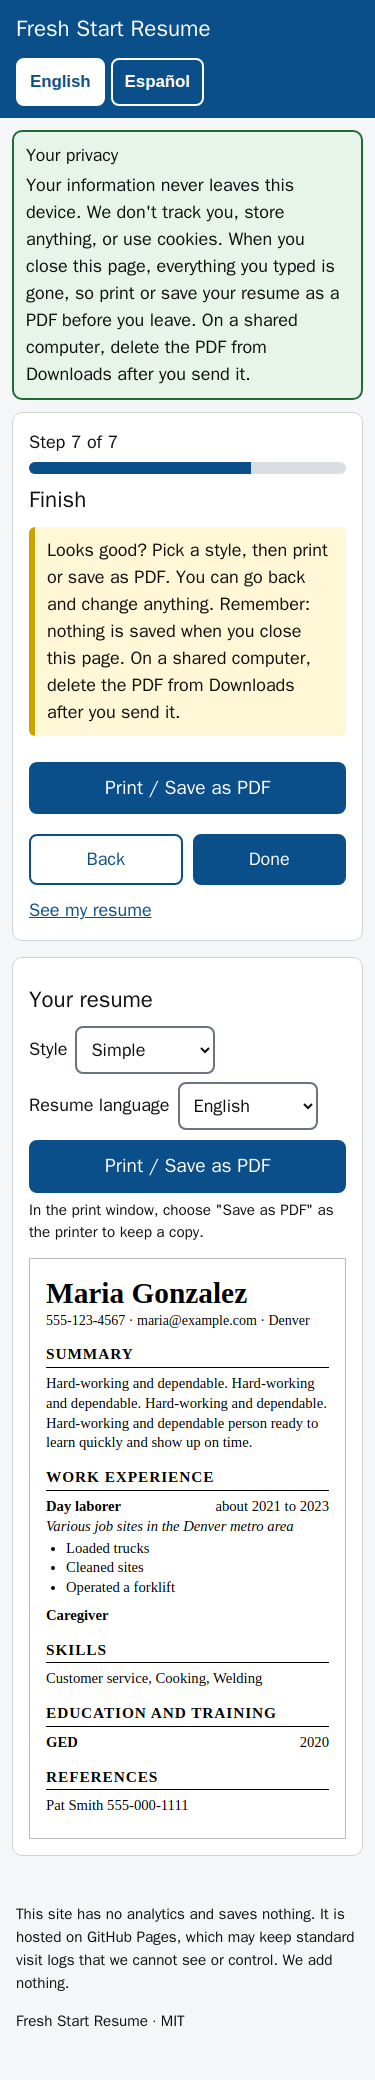 Fresh Start Resume
English
Español
Your privacy
Your information never leaves this
device. We don't track you, store
anything, or use cookies. When you
close this page, everything you typed is
gone, so print or save your resume as a
PDF before you leave. On a shared
computer, delete the PDF from
Downloads after you send it.
Step 7 of 7
Finish
Looks good? Pick a style, then print
or save as PDF. You can go back
and change anything. Remember:
nothing is saved when you close
this page. On a shared computer,
delete the PDF from Downloads
after you send it.
Print / Save as PDF
Back
Done
See my resume
Your resume
Style Simple
Resume language English
Print / Save as PDF
In the print window, choose "Save as PDF" as
the printer to keep a copy.
Maria Gonzalez
555-123-4567 · maria@example.com · Denver
SUMMARY
Hard-working and dependable. Hard-working
and dependable. Hard-working and dependable.
Hard-working and dependable person ready to
learn quickly and show up on time.
WORK EXPERIENCE
Day laborer about 2021 to 2023
Various job sites in the Denver metro area
• Loaded trucks
• Cleaned sites
• Operated a forklift
Caregiver
SKILLS
Customer service, Cooking, Welding
EDUCATION AND TRAINING
GED 2020
REFERENCES
Pat Smith 555-000-1111
This site has no analytics and saves nothing. It is
hosted on GitHub Pages, which may keep standard
visit logs that we cannot see or control. We add
nothing.
Fresh Start Resume · MIT